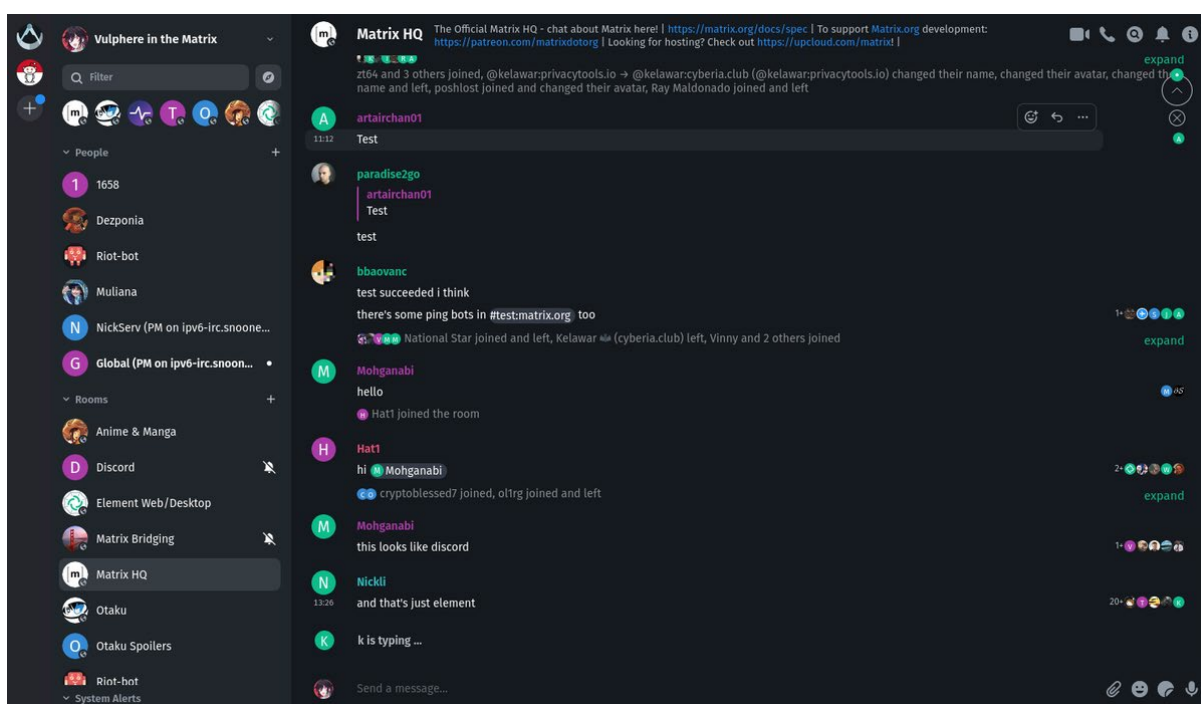 Vulphere in the Matrix
Filter
T
O
People
1
1658
Dezponia
Riot-bot
Muliana
N
NickServ (PM on ipv6-irc.snoone...
G
Global (PM on ipv6-irc.snoon...
Rooms
Anime & Manga
D
Discord
Element Web/Desktop
Matrix Bridging
[m]
Matrix HQ
Otaku
O
Otaku Spoilers
Riot-bot
System Alerts
[m]
Matrix HQ
The Official Matrix HQ - chat about Matrix here! | https://matrix.org/docs/spec | To support Matrix.org development:
https://patreon.com/matrixdotorg | Looking for hosting? Check out https://upcloud.com/matrix! |
expand
zt64 and 3 others joined, @kelawar:privacytools.io → @kelawar:cyberia.club (@kelawar:privacytools.io) changed their name, changed their avatar, changed
name and left, poshlost joined and changed their avatar, Ray Maldonado joined and left
A
artairchan01
11:12
Test
A
paradise2go
artairchan01
Test
test
bbaovanc
test succeeded i think
there's some ping bots in #test:matrix.org too
1+
National Star joined and left, Kelawar (cyberia.club) left, Vinny and 2 others joined
expand
M
Mohganabi
hello
M
H
Hat1 joined the room
H
Hat1
hi M Mohganabi
2+
C O
cryptoblessed7 joined, ol1rg joined and left
expand
M
Mohganabi
this looks like discord
1+
N
Nickli
13:26
and that's just element
20+
K
k is typing ...
Send a message...